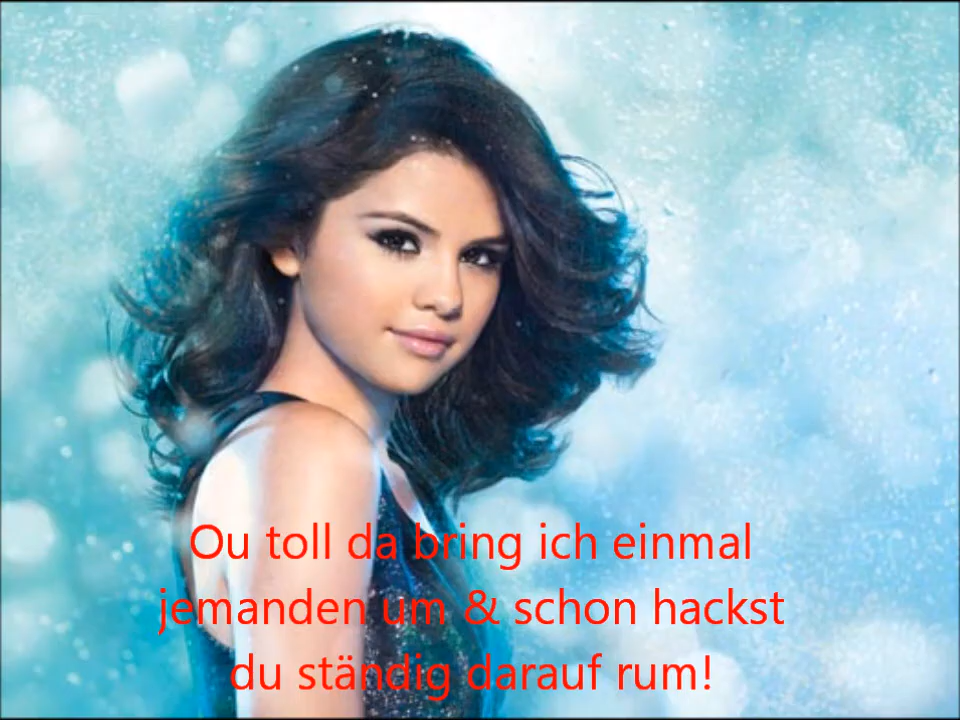 Ou toll da bring ich einmal
jemanden um & schon hackst
du ständig darauf rum!